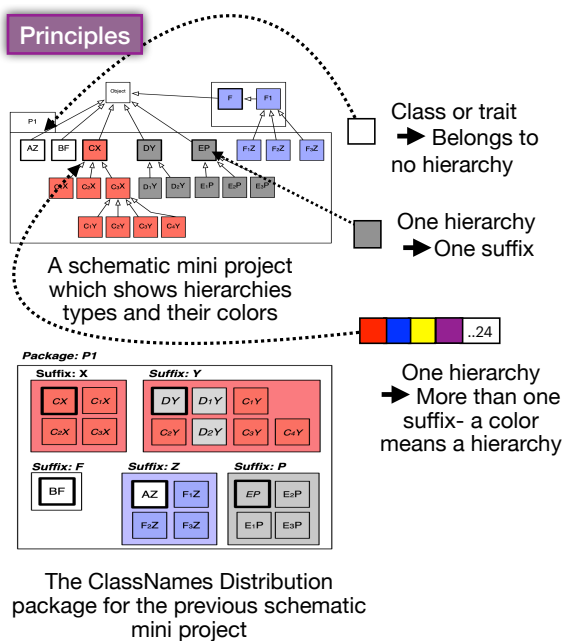 Principles
Object
F
F1
P1
AZ
BF
CX
DY
EP
F1Z
F2Z
F3Z
C1X
C2X
C3X
D1Y
D2Y
E1P
E2P
E3P
C1Y
C2Y
C3Y
C4Y
Class or trait
Belongs to
no hierarchy
One hierarchy
One suffix
A schematic mini project
which shows hierarchies
types and their colors
..24
One hierarchy
More than one
suffix- a color
means a hierarchy
Package: P1
Suffix: X
Suffix: Y
CX
C1X
DY
D1Y
C1Y
C2X
C3X
C2Y
D2Y
C3Y
C4Y
Suffix: F
Suffix: Z
Suffix: P
BF
AZ
F1Z
EP
E2P
F2Z
F3Z
E1P
E3P
The ClassNames Distribution
package for the previous schematic
mini project